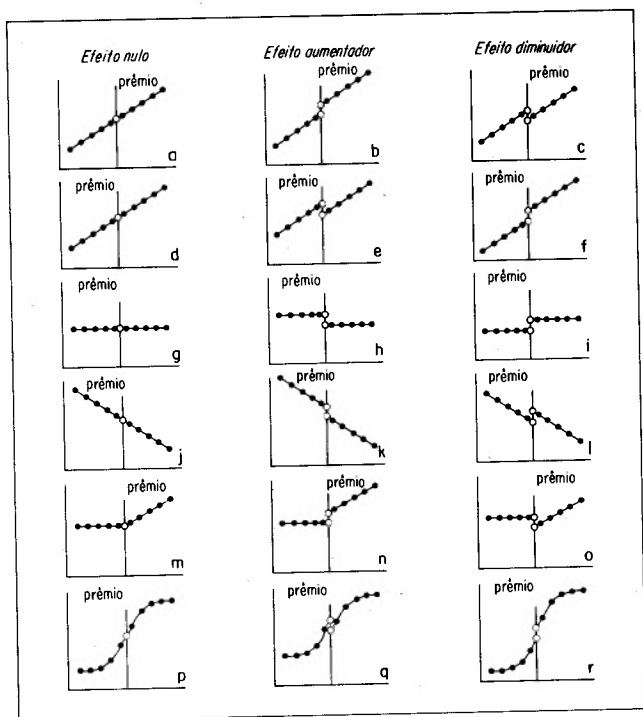 Efeito nulo Efeito aumentador Efeito diminuidor
prêmio prêmio prêmio
a b c
prêmio prêmio prêmio
d e f
prêmio prêmio prêmio
g h i
prêmio prêmio prêmio
j k l
prêmio prêmio prêmio
m n o
prêmio prêmio prêmio
p q r